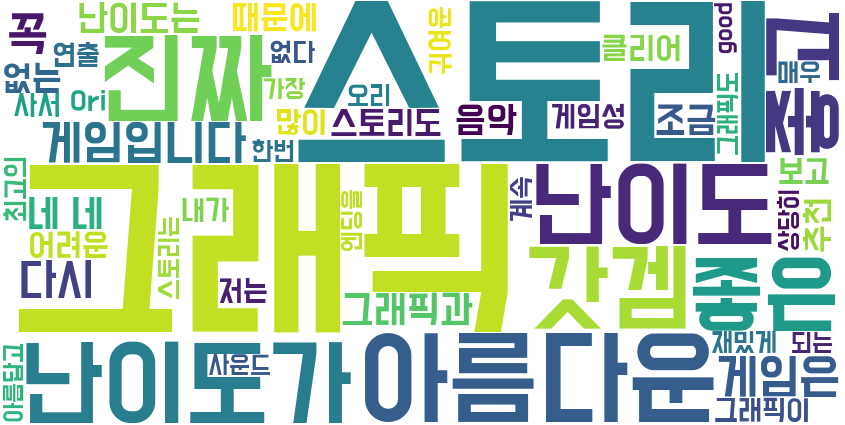 꼭
난이도는
때문에
스토리
귀여운
good
고
연출
진짜
없다
클리어
매우
없는
가장
사서
Ori
오리
그래픽도
많이
스토리도
음악
게임성
조금
좋
게임입니다
한번
최고의
그래픽
난이도
보고
네 네
내가
엔딩을
계속
상당히
추천
어려운
스토리는
다시
저는
그래픽과
갓겜
좋은
아름답고
난이도가
사운드
아름다운
재밌게
되는
게임은
그래픽이